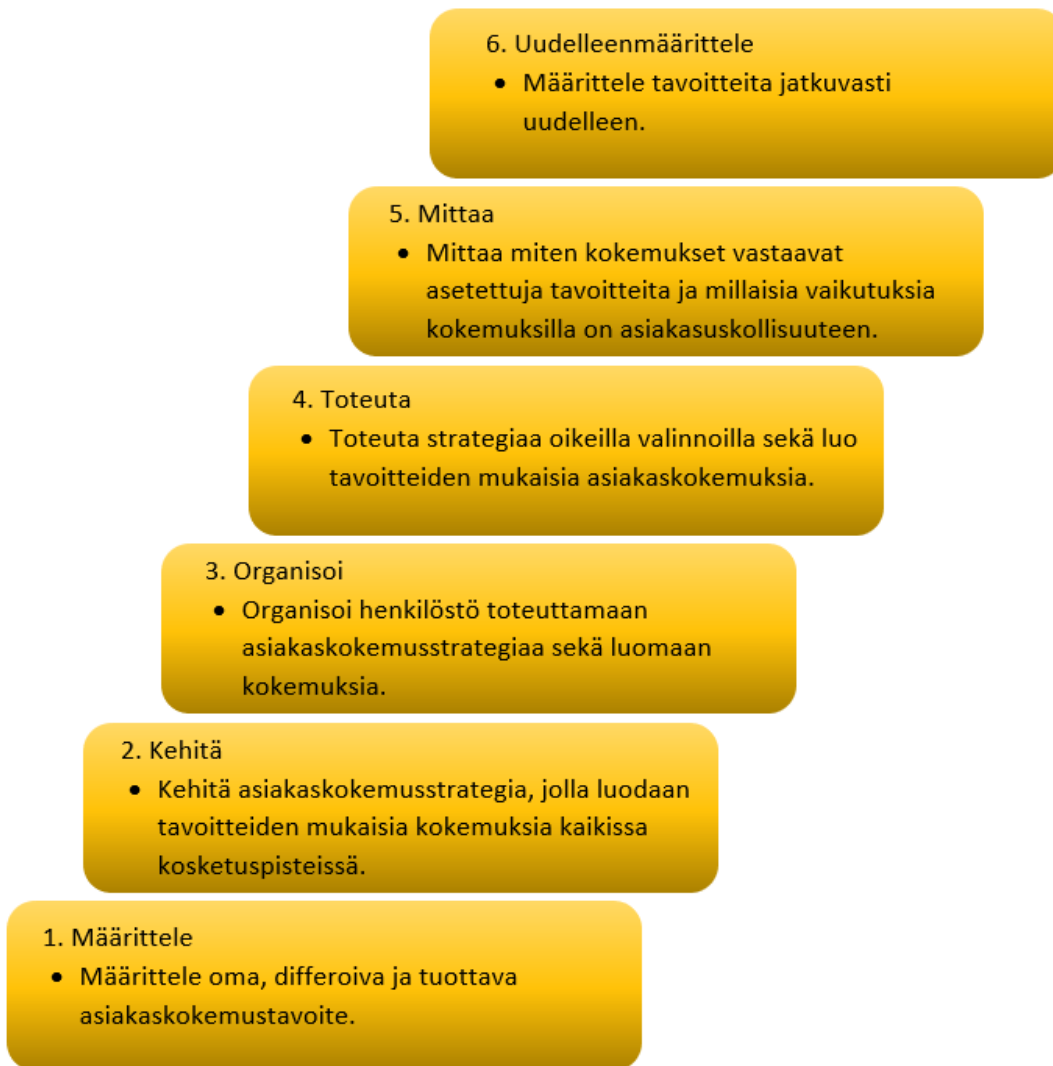 6. Uudelleenmäärittele
• Määrittele tavoitteita jatkuvasti
uudelleen.
5. Mittaa
• Mittaa miten kokemukset vastaavat
asetettuja tavoitteita ja millaisia vaikutuksia
kokemuksilla on asiakasuskollisuuteen.
4. Toteuta
• Toteuta strategiaa oikeilla valinnoilla sekä luo
tavoitteiden mukaisia asiakaskokemuksia.
3. Organisoi
• Organisoi henkilöstö toteuttamaan
asiakaskokemusstrategiaa sekä luomaan
kokemuksia.
2. Kehitä
• Kehitä asiakaskokemusstrategia, jolla luodaan
tavoitteiden mukaisia kokemuksia kaikissa
kosketuspisteissä.
1. Määrittele
• Määrittele oma, differoiva ja tuottava
asiakaskokemustavoite.